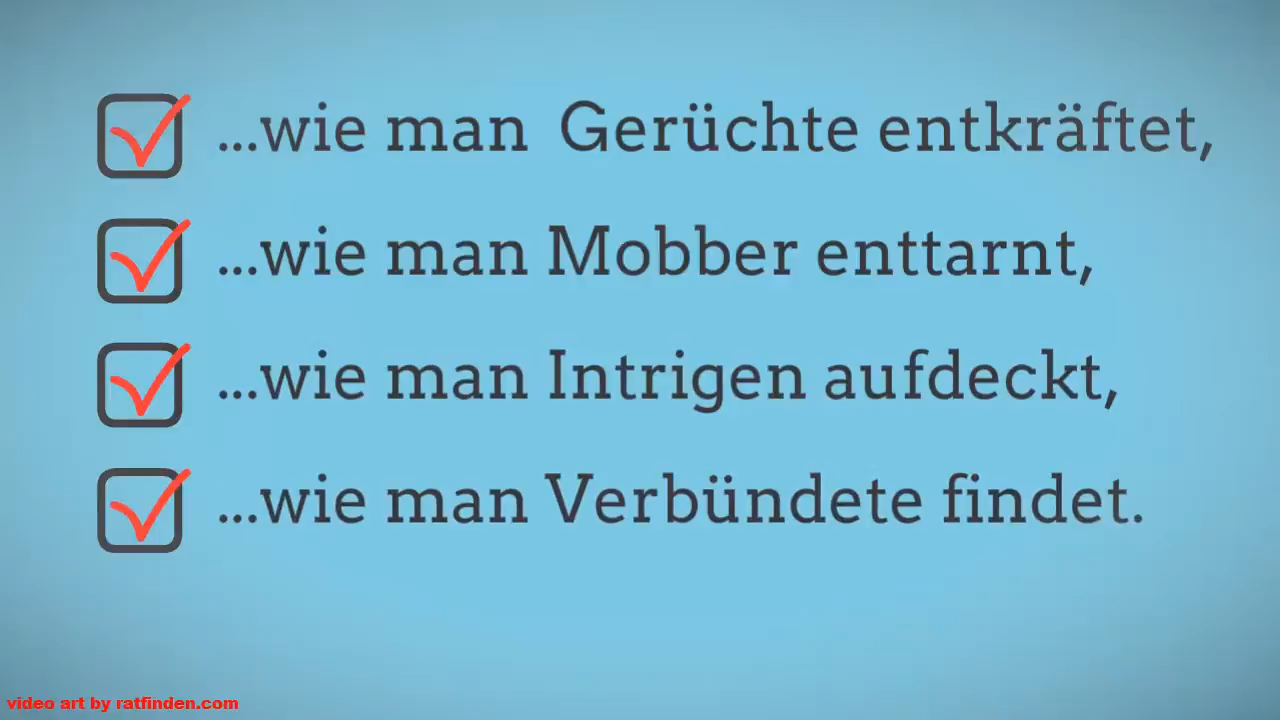 ...wie man Gerüchte entkräftet,
...wie man Mobber enttarnt,
...wie man Intrigen aufdeckt,
...wie man Verbündete findet.
video art by ratfinden.com